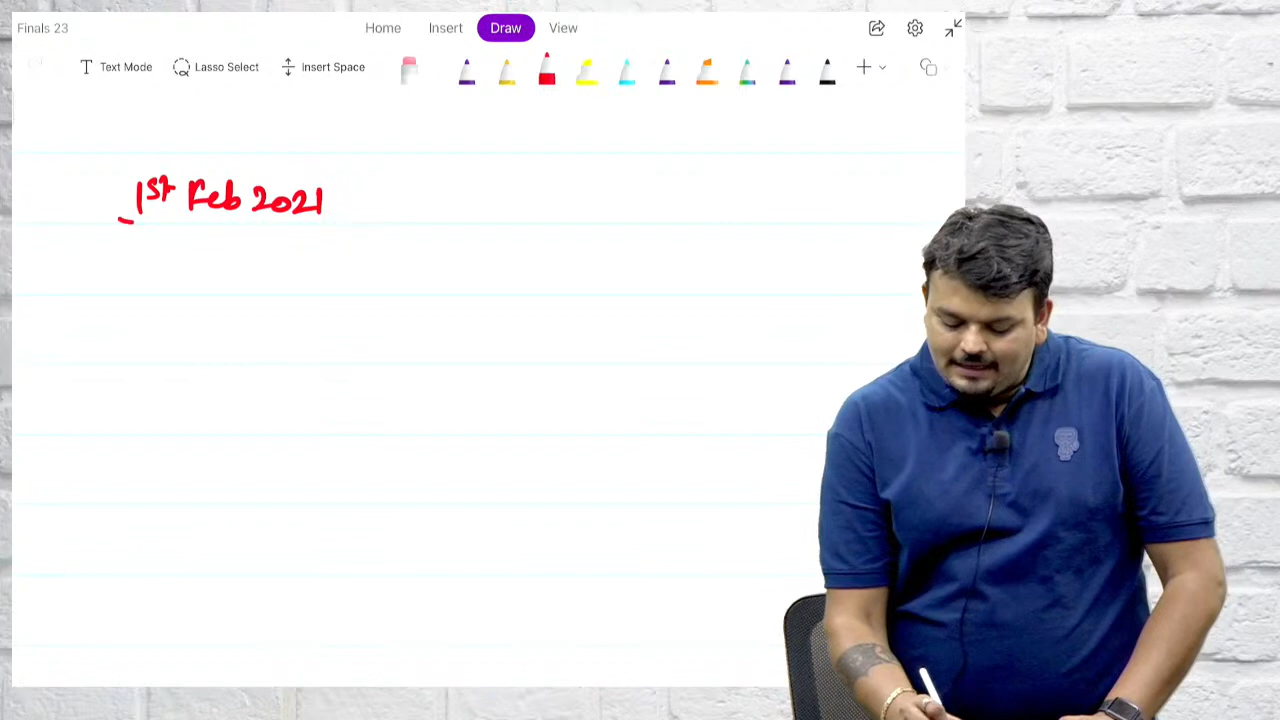 Finals 23
Home Insert Draw View
Text Mode Lasso Select Insert Space
1st Feb 2021